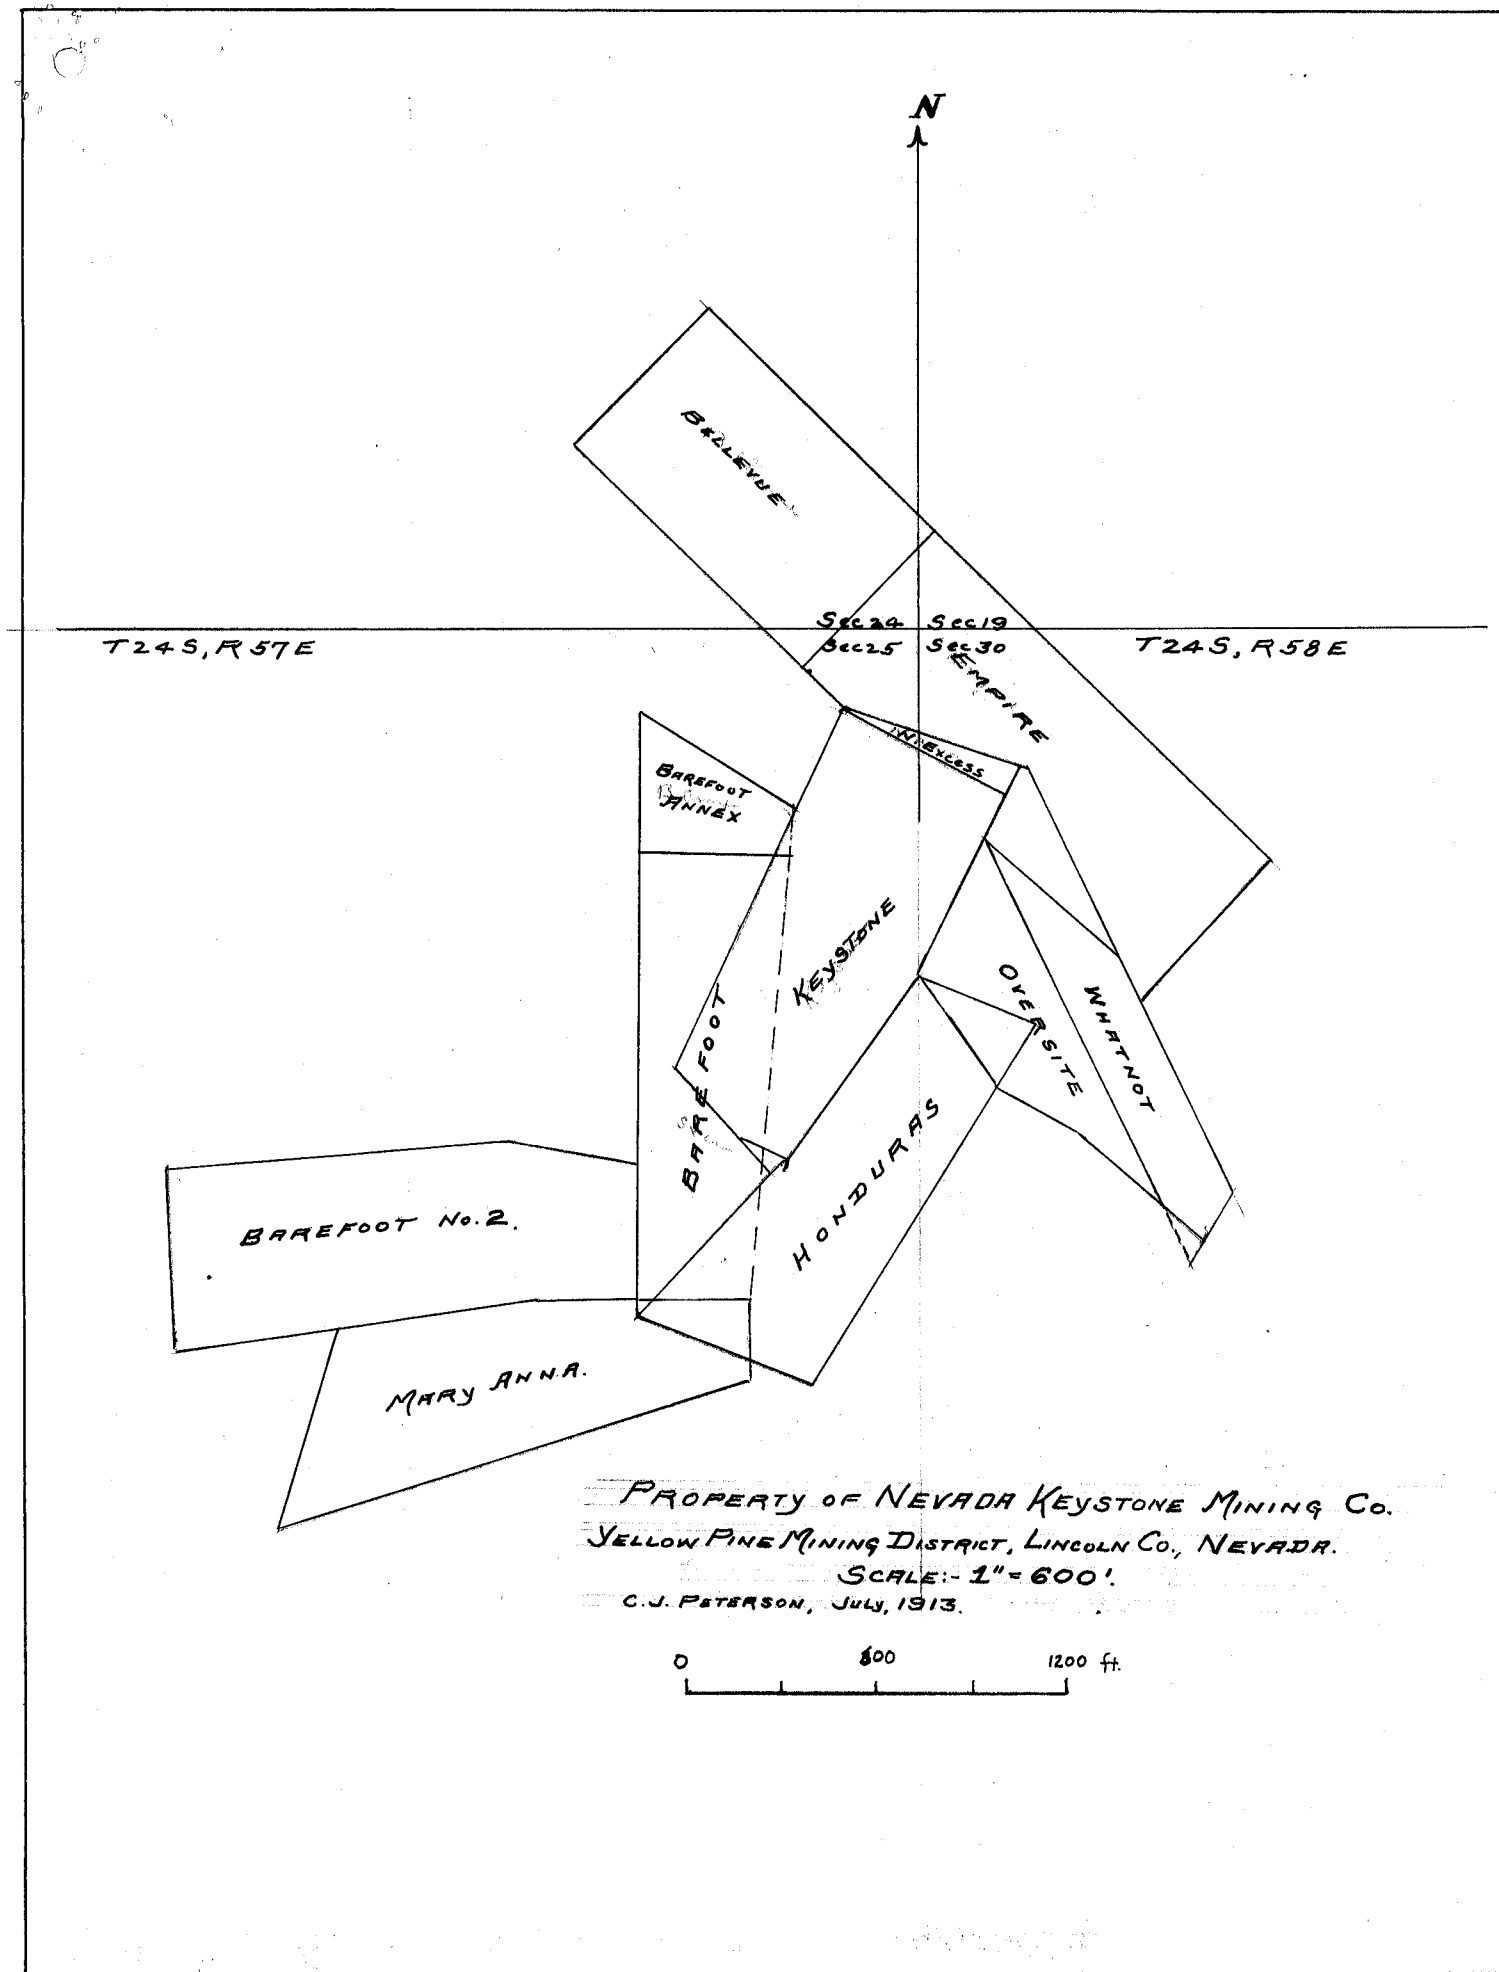 N
BELLEVUE
Sec 24 Sec 19
T24S, R57E
Sec 25 Sec 30
T24S, R58E
EMPIRE
IN EXCESS
BAREFOOT
ANNEX
KEYSTONE
BAREFOOT
OVERSITE
WHATNOT
HONDURAS
BAREFOOT No. 2.
MARY ANNA.
PROPERTY OF NEVADA KEYSTONE MINING Co.
YELLOW PINE MINING DISTRICT, LINCOLN Co., NEVADA.
SCALE:- 1" = 600'.
C.J. PETERSON, JULY, 1913.
0 600 1200 ft.